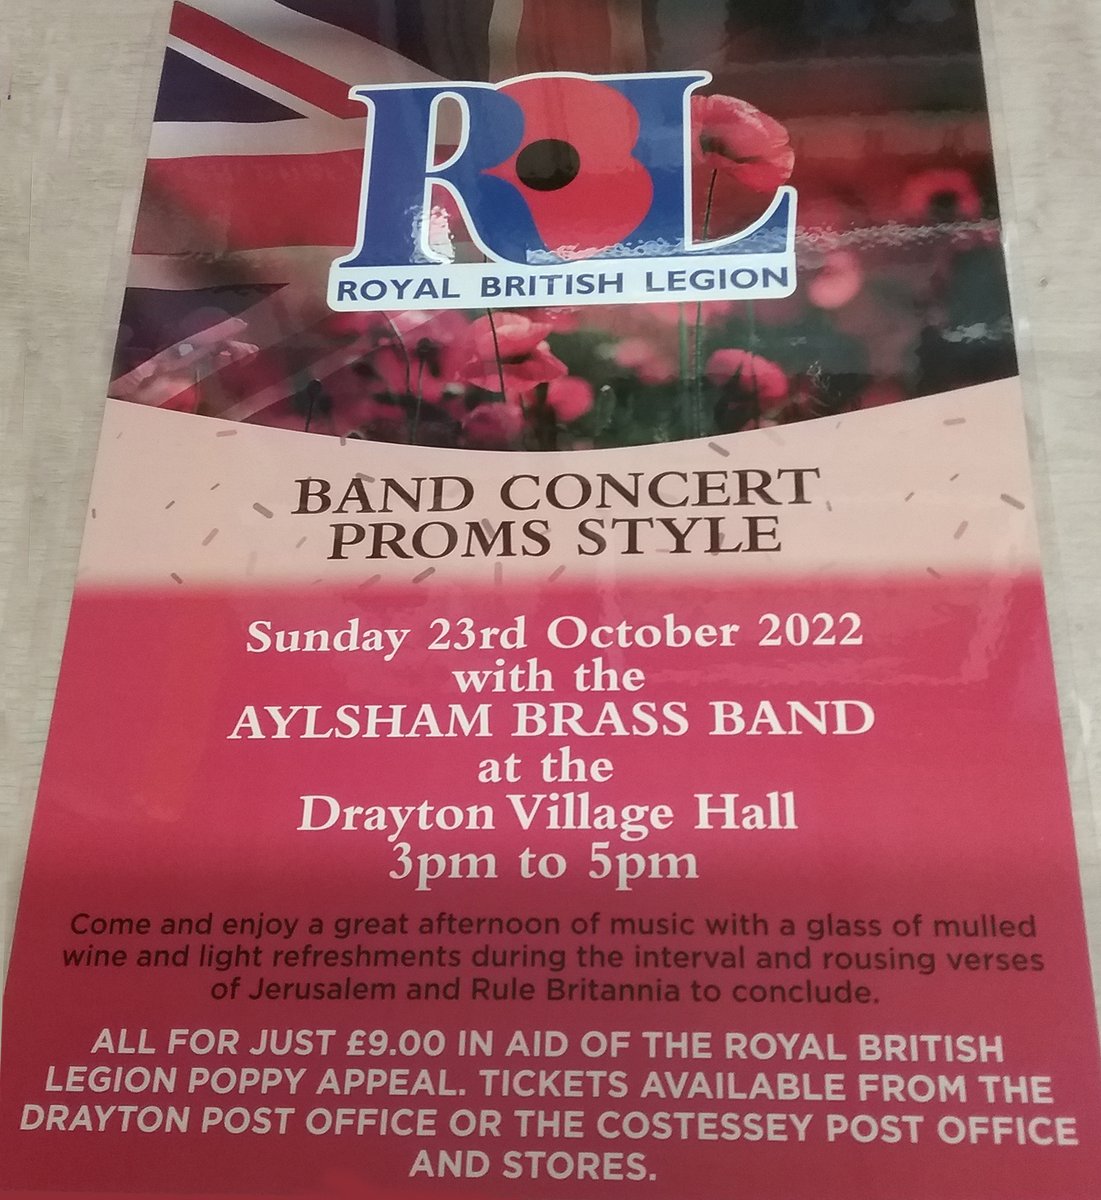 RBL
ROYAL BRITISH LEGION
BAND CONCERT
PROMS STYLE
Sunday 23rd October 2022
with the
AYLSHAM BRASS BAND
at the
Drayton Village Hall
3pm to 5pm
Come and enjoy a great afternoon of music with a glass of mulled
wine and light refreshments during the interval and rousing verses
of Jerusalem and Rule Britannia to conclude.
ALL FOR JUST £9.00 IN AID OF THE ROYAL BRITISH
LEGION POPPY APPEAL. TICKETS AVAILABLE FROM THE
DRAYTON POST OFFICE OR THE COSTESSEY POST OFFICE
AND STORES.